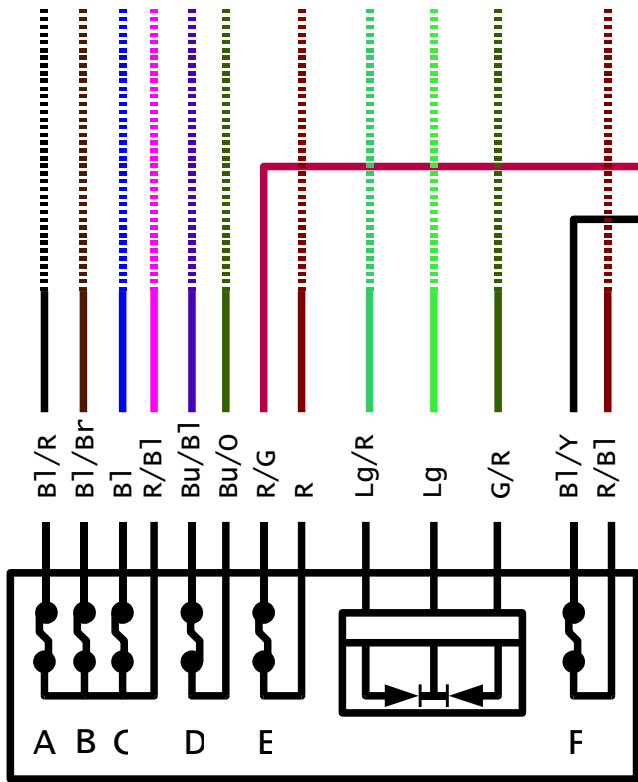 Bl/R
Bl/Br
Bl
R/Bl
Bu/Bl
Bu/O
R/G
R
Lg/R
Lg
G/R
Bl/Y
R/Bl
A B C D E F